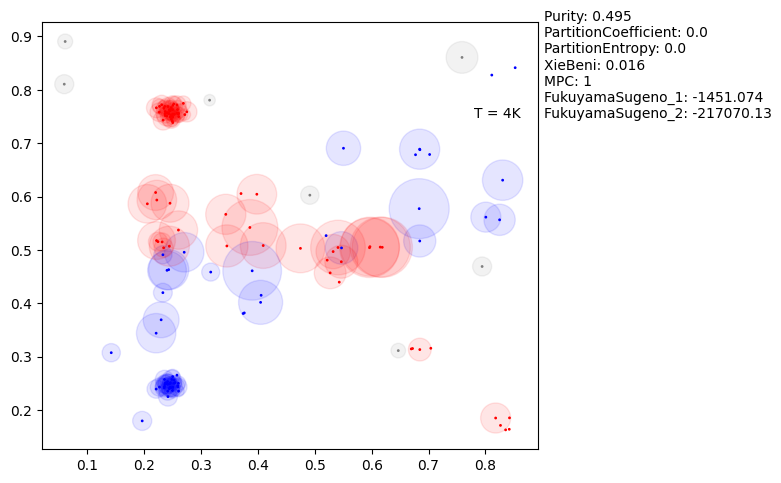 Purity: 0.495
PartitionCoefficient: 0.0
PartitionEntropy: 0.0
XieBeni: 0.016
MPC: 1
FukuyamaSugeno_1: -1451.074
FukuyamaSugeno_2: -217070.13
T = 4K
0.9
0.8
0.7
0.6
0.5
0.4
0.3
0.2
0.1 0.2 0.3 0.4 0.5 0.6 0.7 0.8